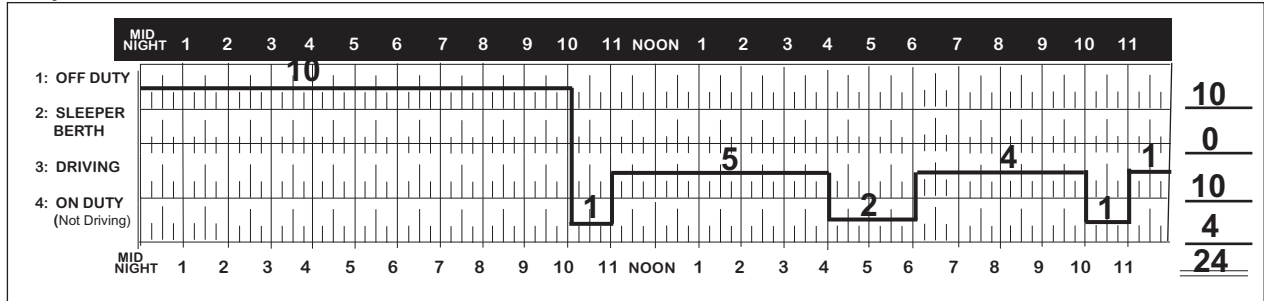 MID
NIGHT 1 2 3 4 5 6 7 8 9 10 11 NOON 1 2 3 4 5 6 7 8 9 10 11
1: OFF DUTY 10 10
2: SLEEPER
BERTH 0
3: DRIVING 5 4 1 10
4: ON DUTY 1 2 1
(Not Driving) 4
MID
NIGHT 1 2 3 4 5 6 7 8 9 10 11 NOON 1 2 3 4 5 6 7 8 9 10 11 24